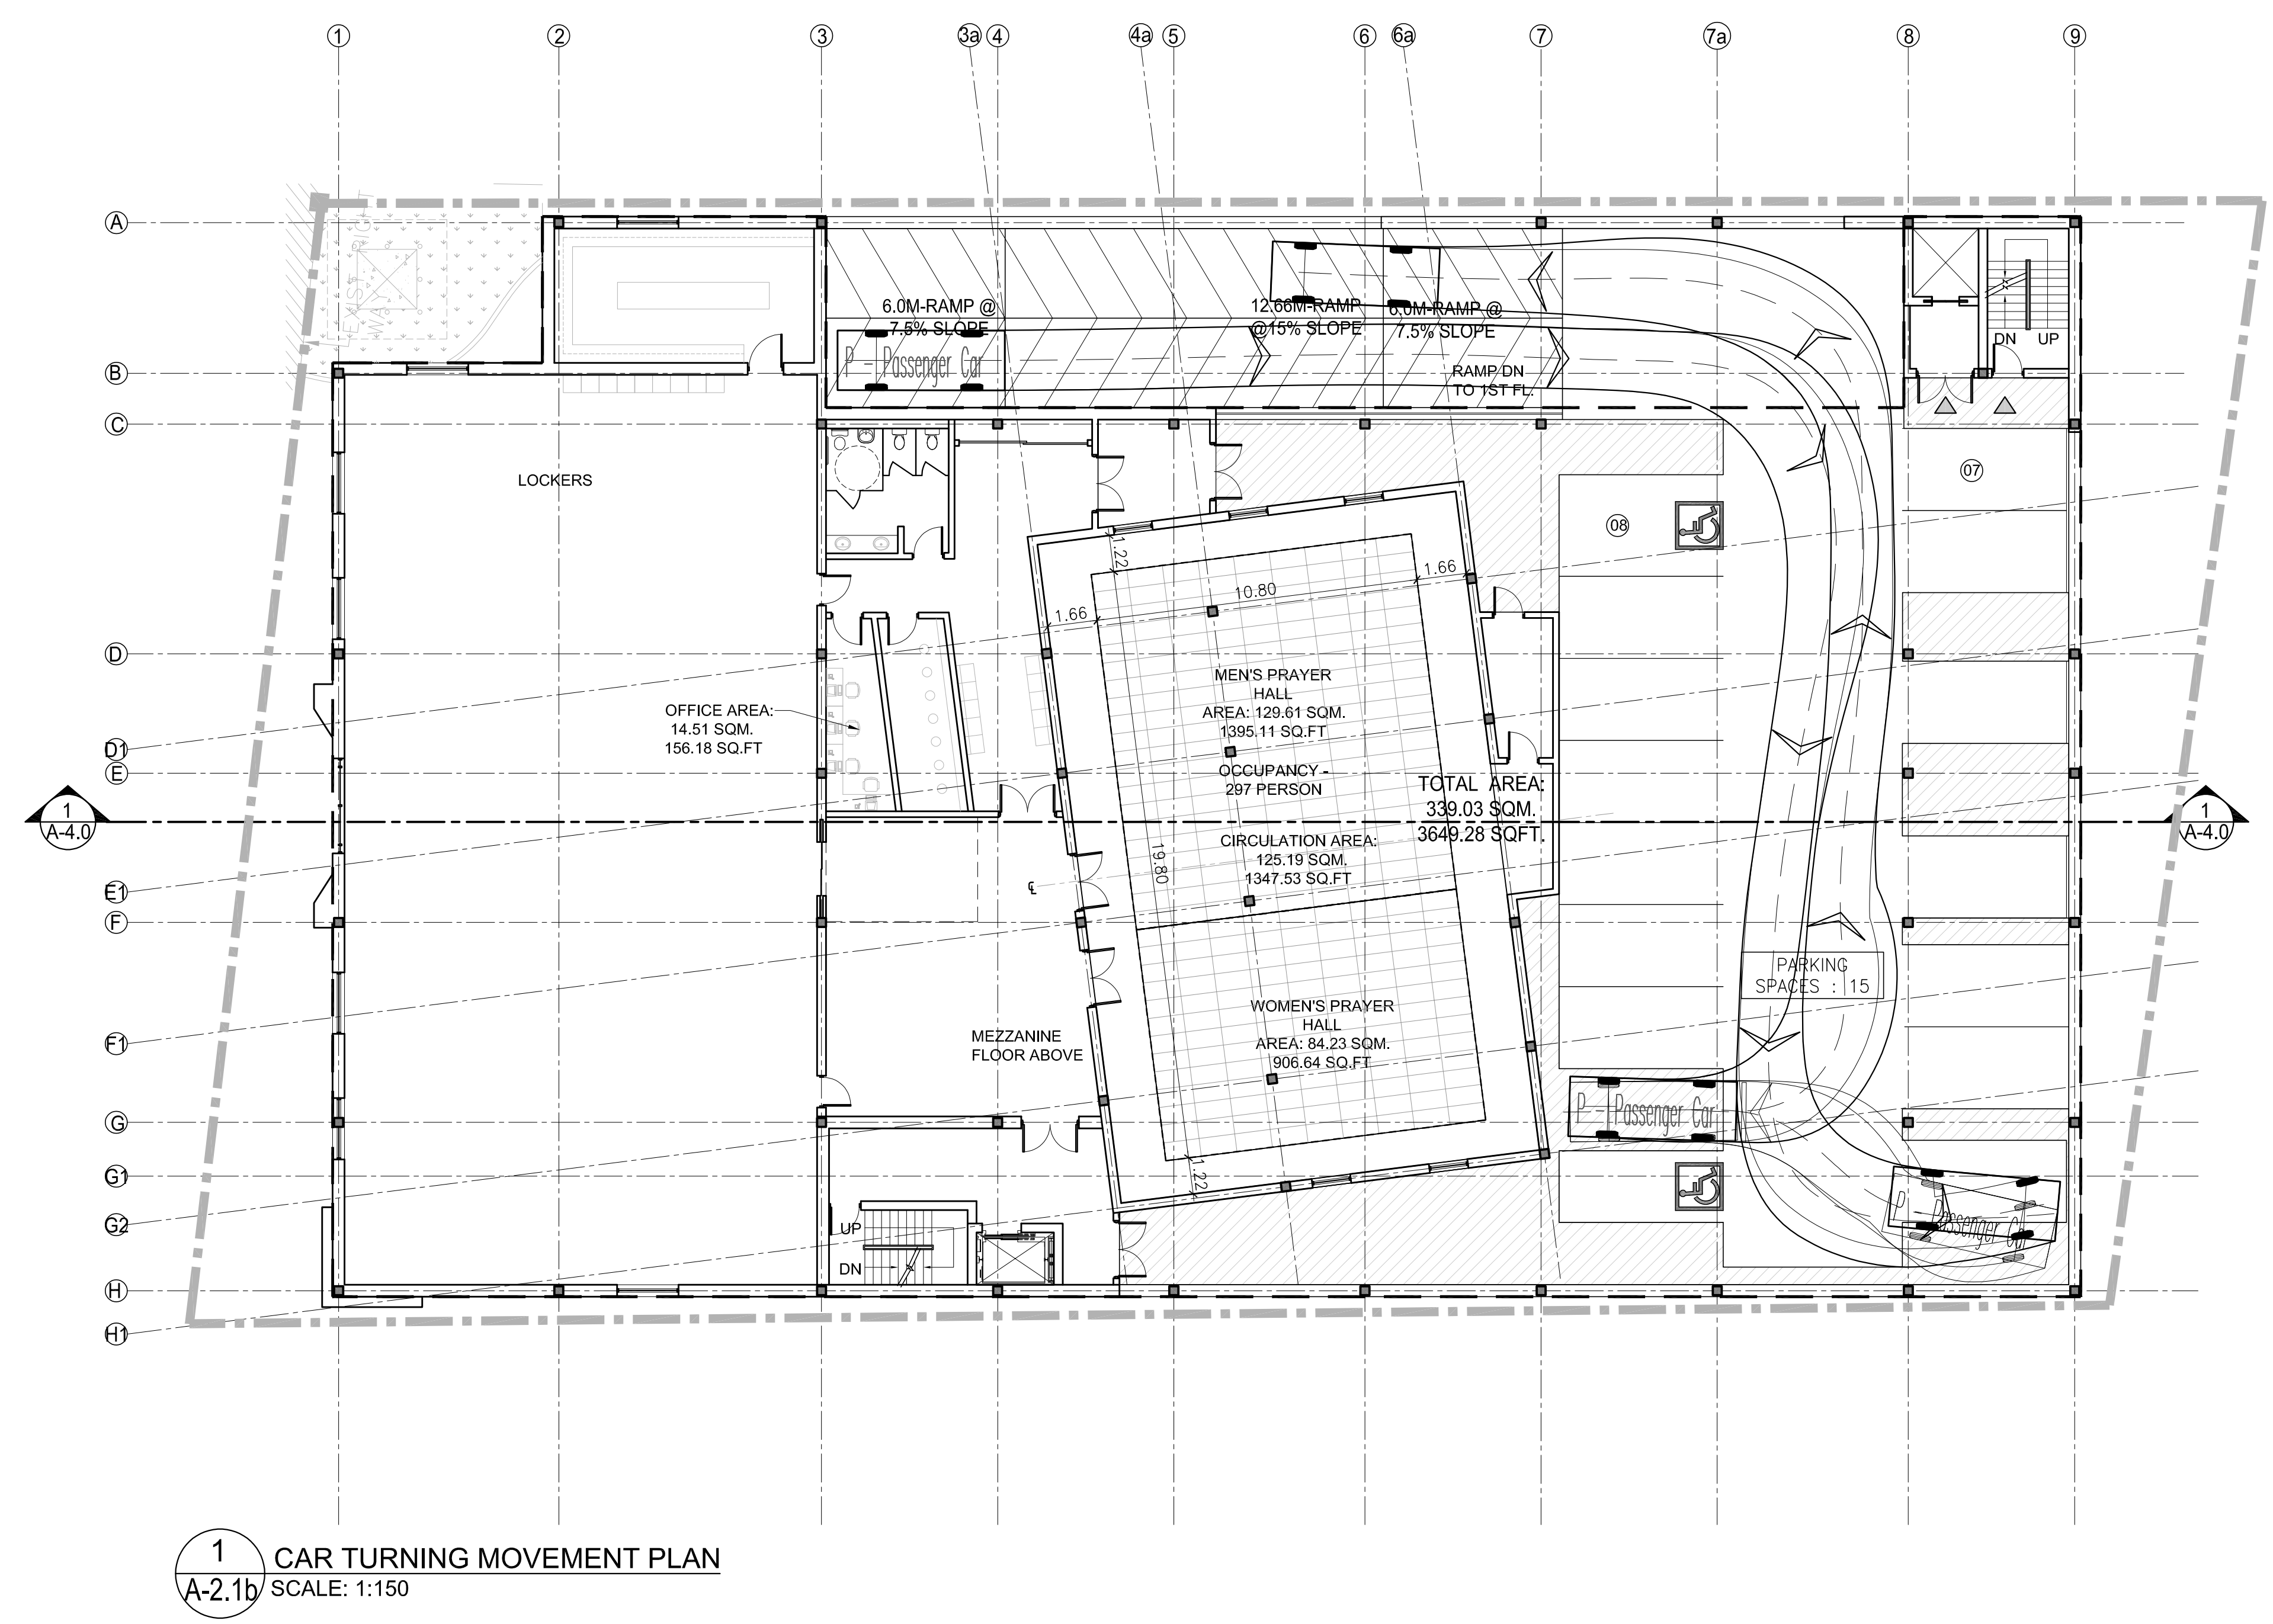 1
2
3
3a
4
4a
5
6
6a
7
7a
8
9
A
6.0M-RAMP @
7.5% SLOPE
12.66M-RAMP
@15% SLOPE
6.0M-RAMP @
7.5% SLOPE
DN UP
P - Passenger Car
RAMP DN
TO 1ST FL.
B
C
LOCKERS
07
08
1.22
1.66
10.80
1.66
D
MEN'S PRAYER
HALL
AREA: 129.61 SQM.
1395.11 SQ.FT
OFFICE AREA:
14.51 SQM.
156.18 SQ.FT
D1
E
OCCUPANCY -
297 PERSON
TOTAL AREA:
339.03 SQM.
3649.28 SQFT.
1
A-4.0
1
A-4.0
CIRCULATION AREA:
125.19 SQM.
1347.53 SQ.FT
19.80
E1
F
PARKING
SPACES : 15
WOMEN'S PRAYER
HALL
AREA: 84.23 SQM.
906.64 SQ.FT
MEZZANINE
FLOOR ABOVE
F1
P - Passenger Car
G
G1
1.22
P - Passenger Car
G2
UP
DN
H
H1
1
A-2.1b
CAR TURNING MOVEMENT PLAN
SCALE: 1:150